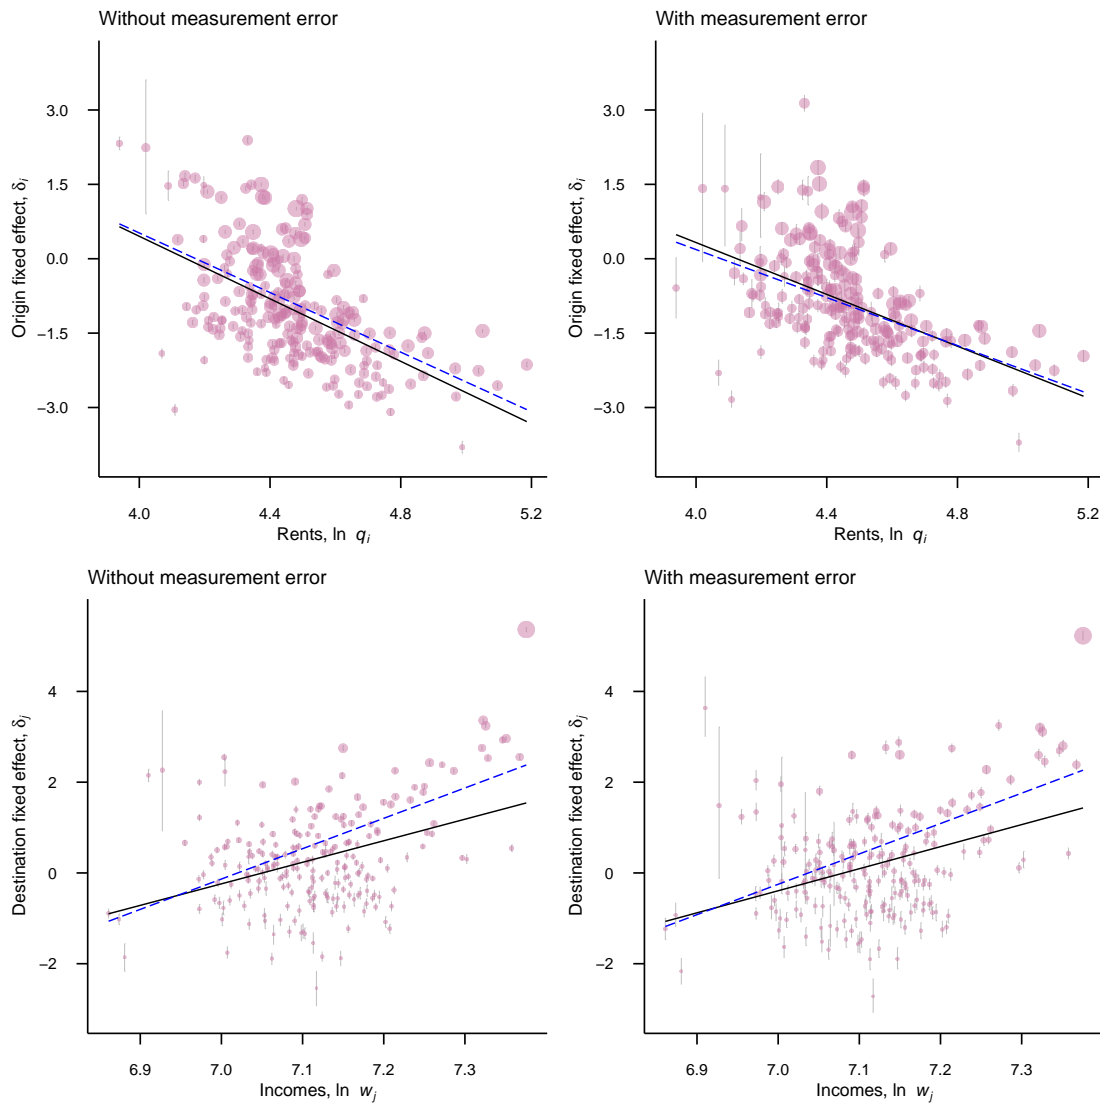 Without measurement error
With measurement error
Origin fixed effect, δi
3.0
1.5
0.0
−1.5
−3.0
4.0 4.4 4.8 5.2
Rents, ln qi
Origin fixed effect, δi
3.0
1.5
0.0
−1.5
−3.0
4.0 4.4 4.8 5.2
Rents, ln qi
Without measurement error
With measurement error
Destination fixed effect, δj
4
2
0
−2
6.9 7.0 7.1 7.2 7.3
Incomes, ln wj
Destination fixed effect, δj
4
2
0
−2
6.9 7.0 7.1 7.2 7.3
Incomes, ln wj